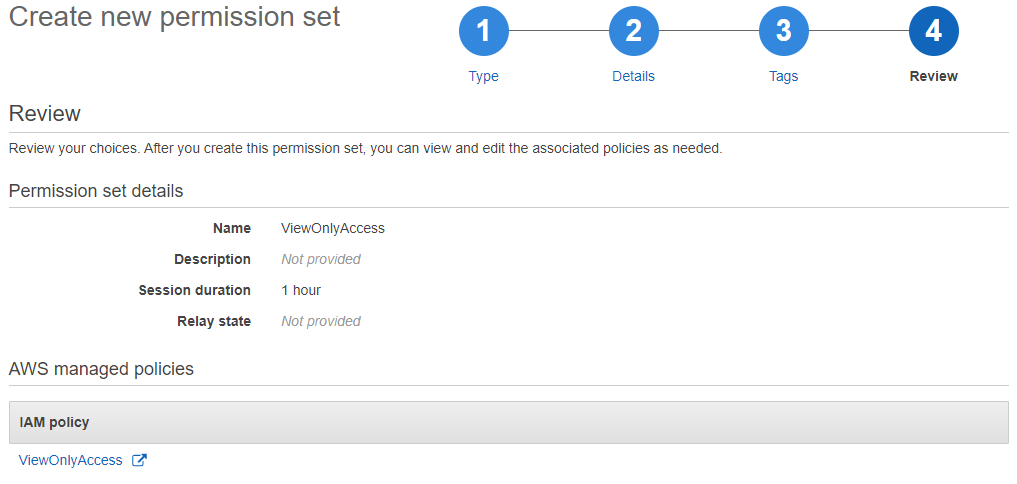 Create new permission set
1
2
3
4
Type
Details
Tags
Review
Review
Review your choices. After you create this permission set, you can view and edit the associated policies as needed.
Permission set details
Name ViewOnlyAccess
Description Not provided
Session duration 1 hour
Relay state Not provided
AWS managed policies
IAM policy
ViewOnlyAccess